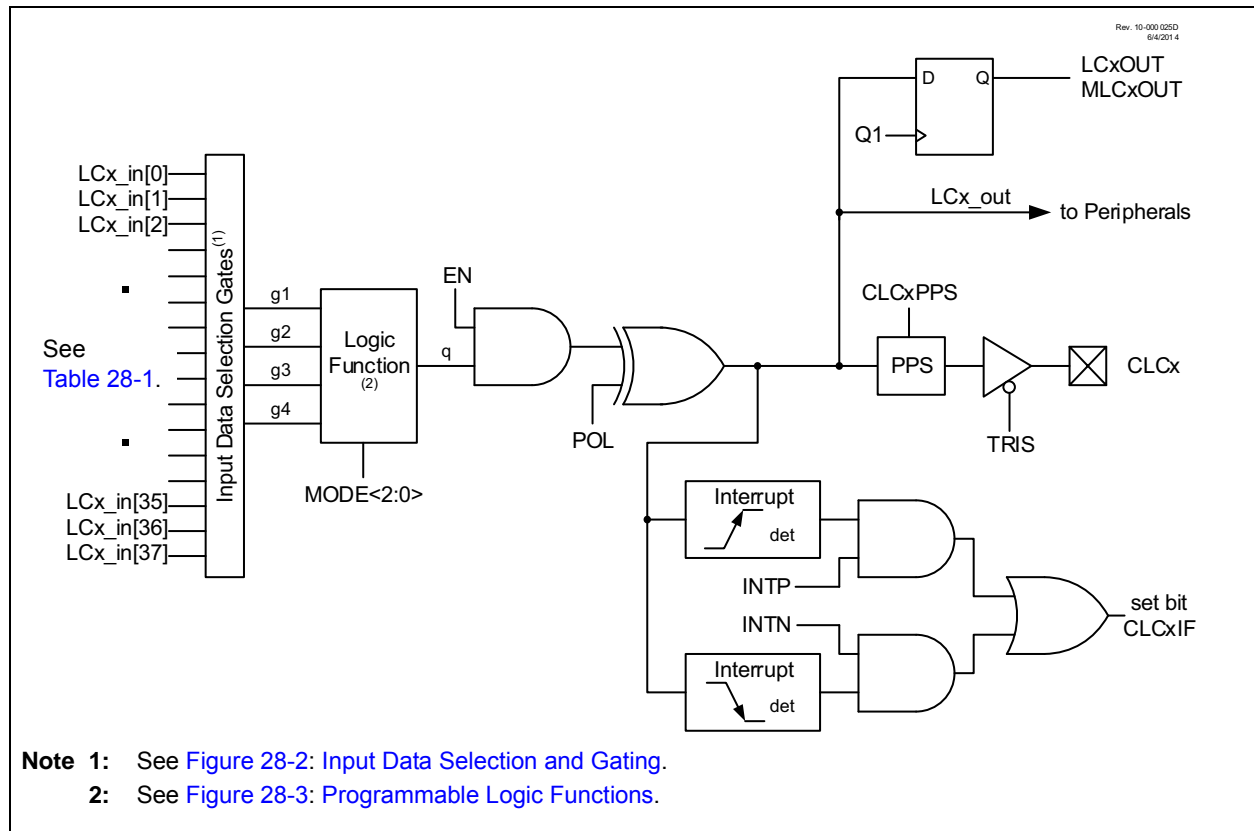 Rev. 10-000 025D
6/4/201 4
LCxOUT
MLCxOUT
D
Q
Q1
LCx_in[0]
LCx_in[1]
LCx_in[2]
LCx_out
to Peripherals
EN
CLCxPPS
Input Data Selection Gates(1)
g1
g2
g3
g4
Logic
Function
(2)
q
See
Table 28-1.
PPS
CLCx
POL
TRIS
MODE<2:0>
LCx_in[35]
LCx_in[36]
LCx_in[37]
Interrupt
det
INTP
INTN
set bit
CLCxIF
Interrupt
det
Note 1: See Figure 28-2: Input Data Selection and Gating.
2: See Figure 28-3: Programmable Logic Functions.